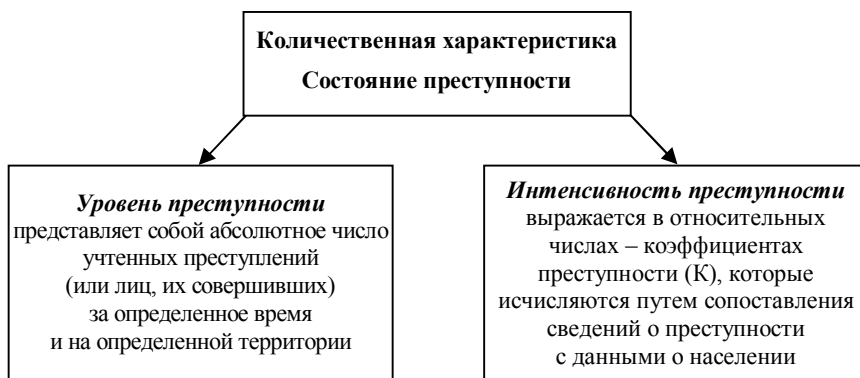 Количественная характеристика
Состояние преступности
Уровень преступности
представляет собой абсолютное число
учтенных преступлений
(или лиц, их совершивших)
за определенное время
и на определенной территории
Интенсивность преступности
выражается в относительных
числах – коэффициентах
преступности (К), которые
исчисляются путем сопоставления
сведений о преступности
с данными о населении